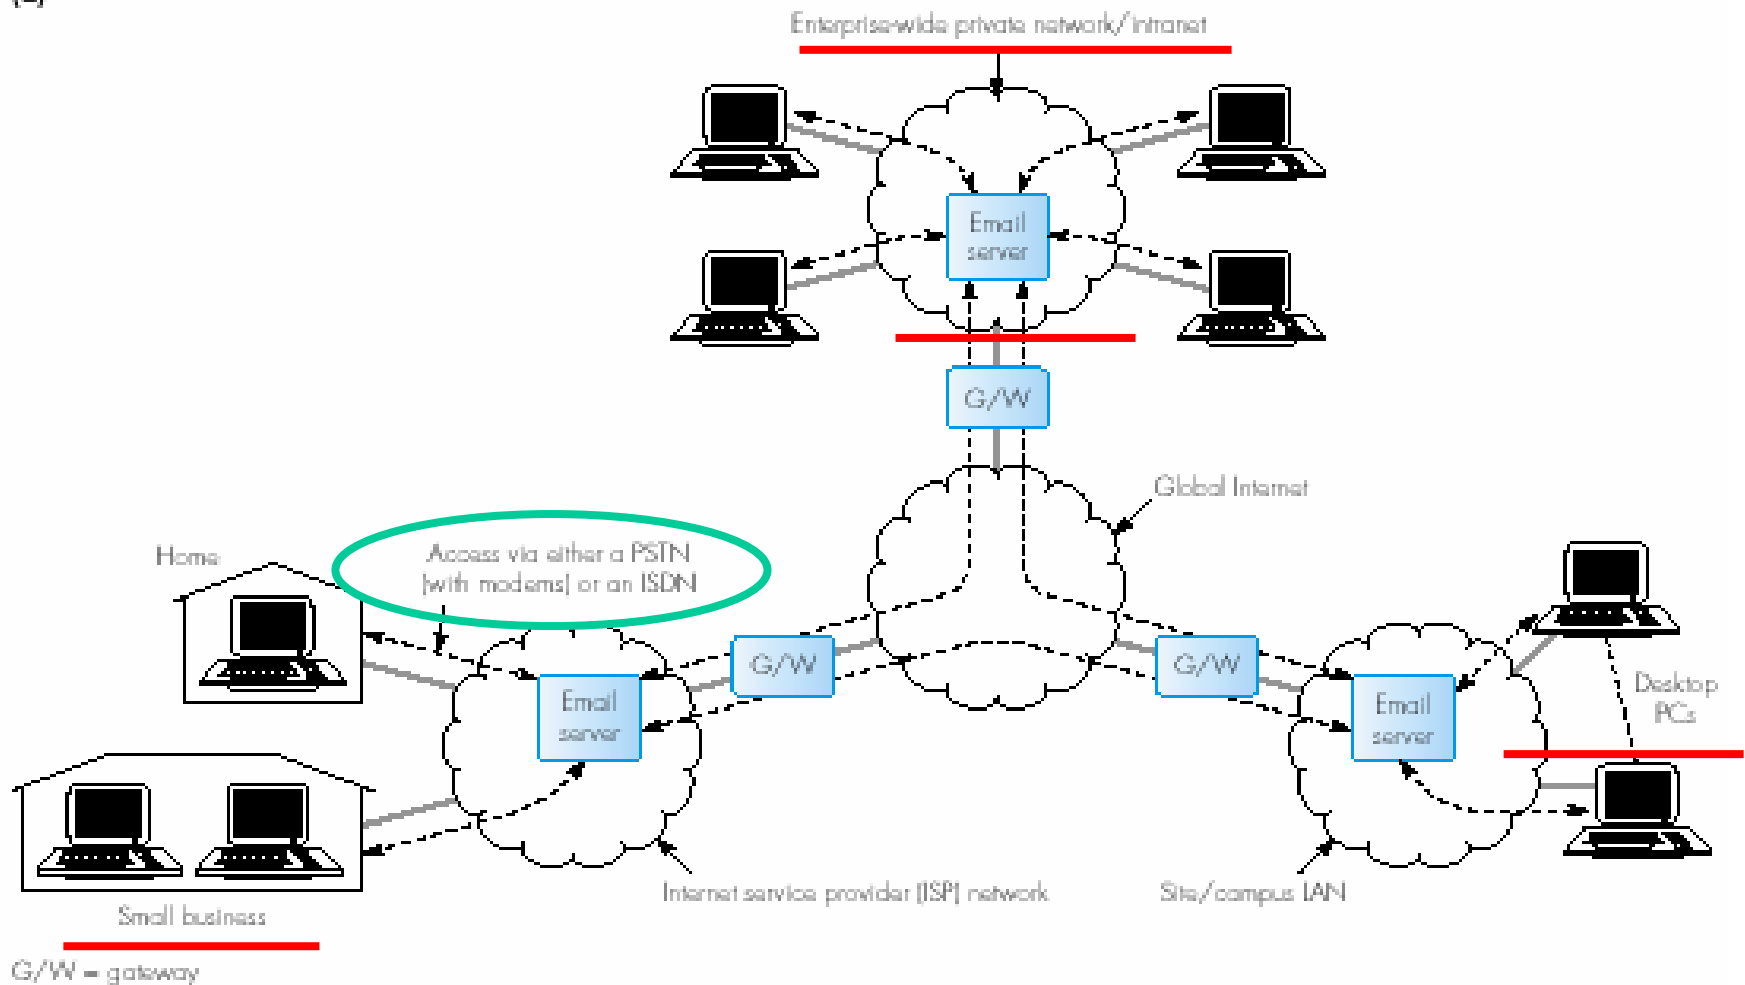 Enterprise-wide private network/intranet
Email
server
G/W
Global Internet
Home
Access via either a PSTN
(with modems) or an ISDN
G/W
G/W
Email
server
Email
server
Desktop
PCs
Internet service provider (ISP) network
Site/campus LAN
Small business
G/W = gateway